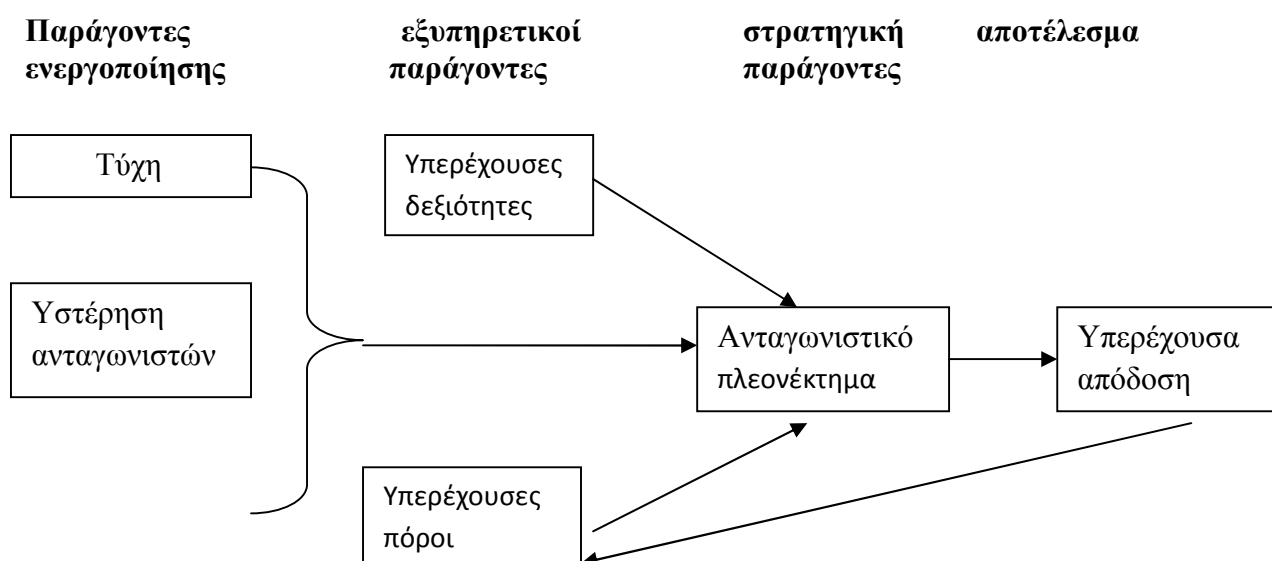 Παράγοντες εξυπηρετικοί στρατηγική αποτέλεσμα
ενεργοποίησης παράγοντες παράγοντες
Τύχη
Υπερέχουσες
δεξιότητες
Υστέρηση
ανταγωνιστών
Ανταγωνιστικό
πλεονέκτημα
Υπερέχουσα
απόδοση
Υπερέχουσες
πόροι